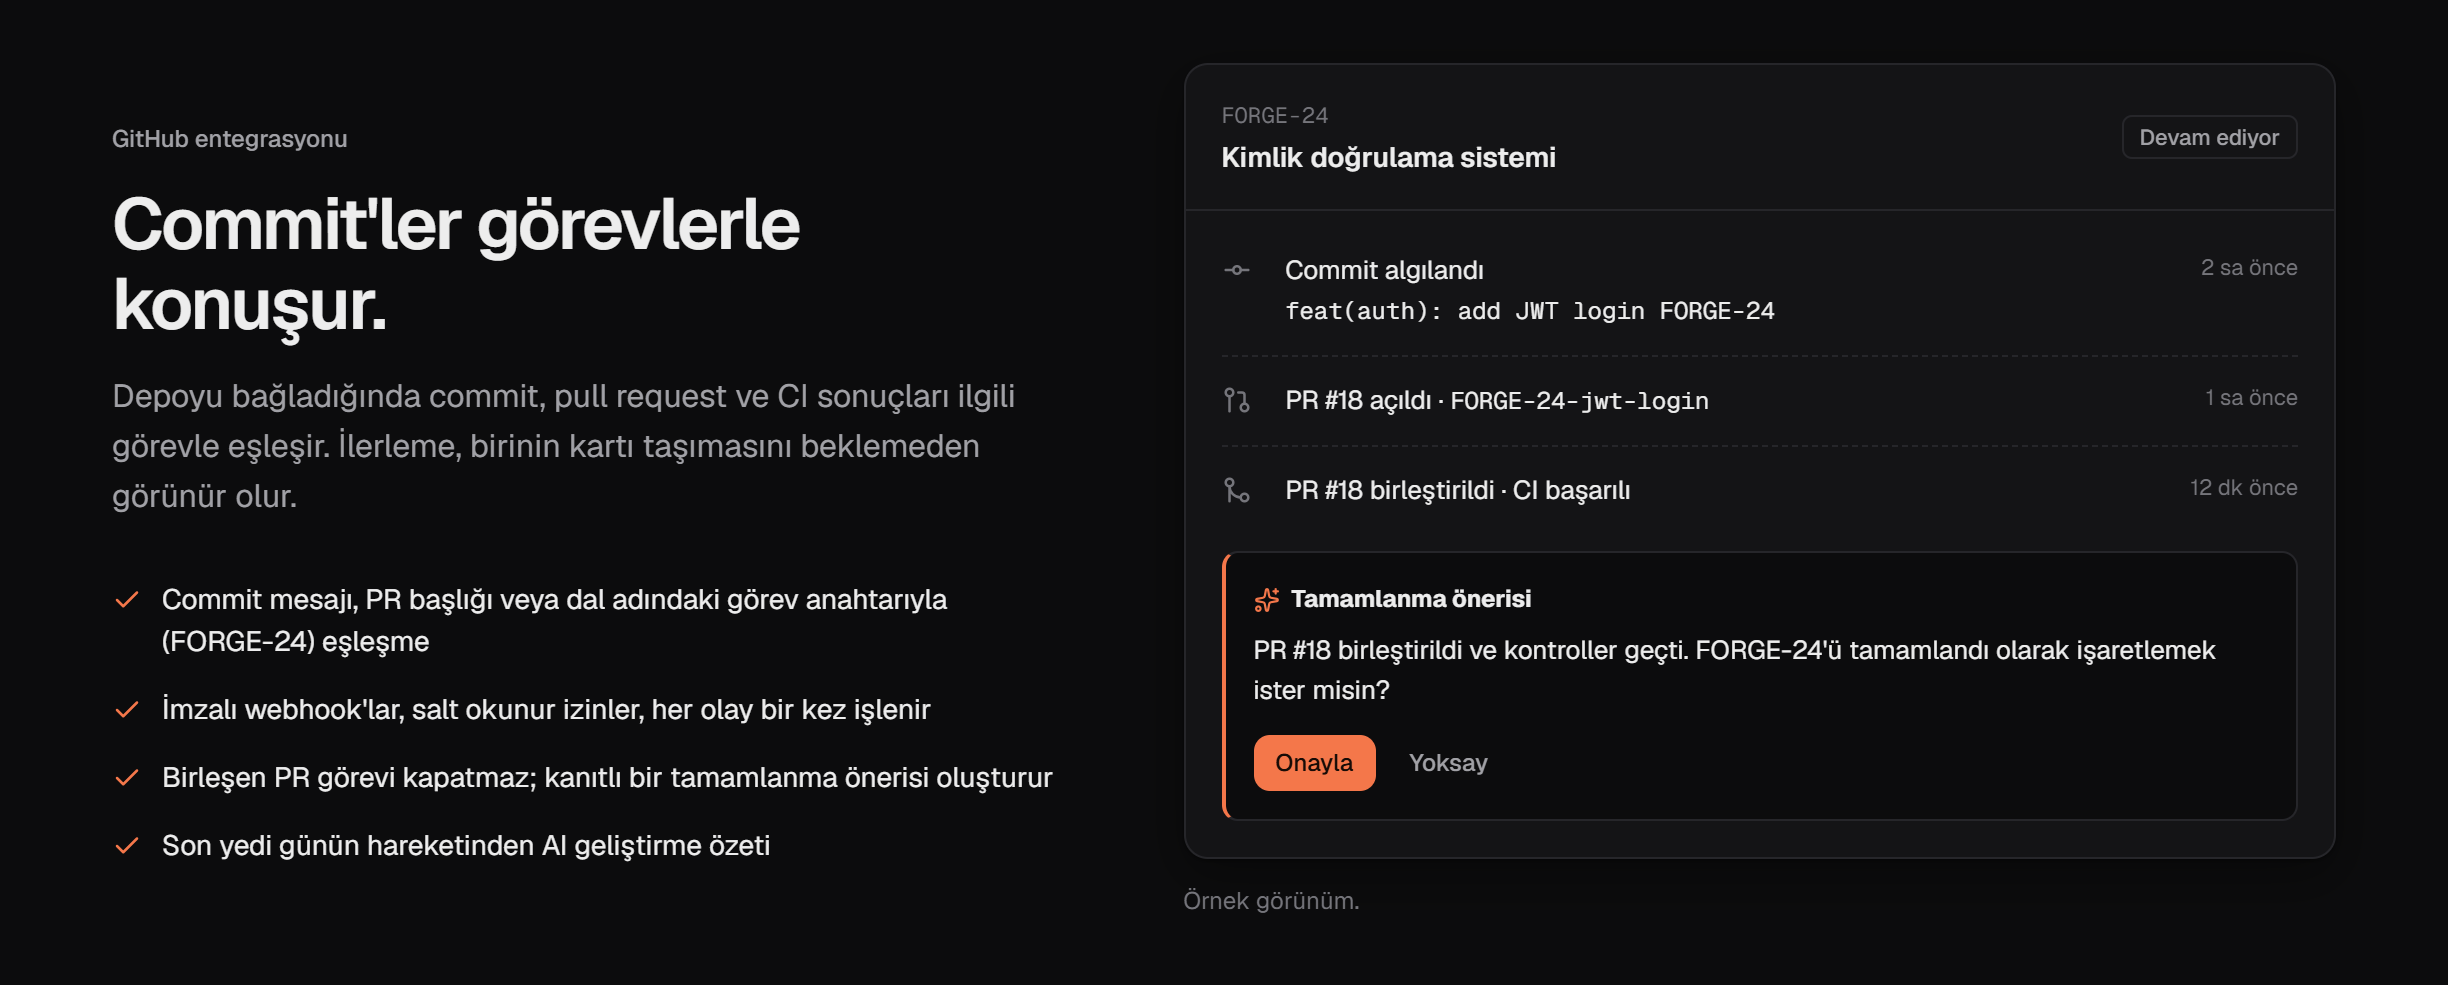 GitHub entegrasyonu
Commit'ler görevlerle
konuşur.
Depoyu bağladığında commit, pull request ve CI sonuçları ilgili
görevle eşleşir. İlerleme, birinin kartı taşımasını beklemeden
görünür olur.
Commit mesajı, PR başlığı veya dal adındaki görev anahtarıyla
(FORGE-24) eşleşme
İmzalı webhook'lar, salt okunur izinler, her olay bir kez işlenir
Birleşen PR görevi kapatmaz; kanıtlı bir tamamlanma önerisi oluşturur
Son yedi günün hareketinden AI geliştirme özeti
FORGE-24
Kimlik doğrulama sistemi
Devam ediyor
Commit algılandı
2 sa önce
feat(auth): add JWT login FORGE-24
PR #18 açıldı · FORGE-24-jwt-login
1 sa önce
PR #18 birleştirildi · CI başarılı
12 dk önce
Tamamlanma önerisi
PR #18 birleştirildi ve kontroller geçti. FORGE-24'ü tamamlandı olarak işaretlemek
ister misin?
Onayla
Yoksay
Örnek görünüm.